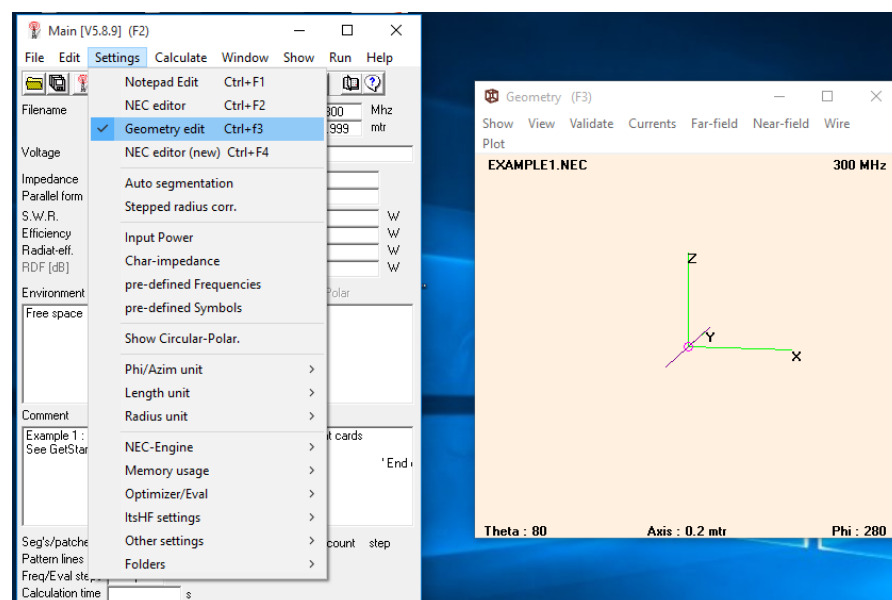 Main [V5.8.9] (F2)
File Edit Settings Calculate Window Show Run Help
Notepad Edit Ctrl+F1
NEC editor Ctrl+F2
Geometry edit Ctrl+f3
NEC editor (new) Ctrl+F4
Auto segmentation
Stepped radius corr.
Input Power
Char-impedance
pre-defined Frequencies
pre-defined Symbols
Show Circular-Polar.
Phi/Azim unit
Length unit
Radius unit
NEC-Engine
Memory usage
Optimizer/Eval
ItsHF settings
Other settings
Folders
Filename
300 Mhz
.999 mtr
Voltage
Impedance
Parallel form
S.W.R. W
Efficiency W
Radiat-eff. W
RDF [dB] W
Environment Polar
Free space
Comment
Example 1 : t cards
See GetStar
'End
Seg's/patche count step
Pattern lines
Freq/Eval step
Calculation time s
Geometry (F3)
Show View Validate Currents Far-field Near-field Wire
Plot
EXAMPLE1.NEC 300 MHz
Z
Y
X
Theta : 80 Axis : 0.2 mtr Phi : 280